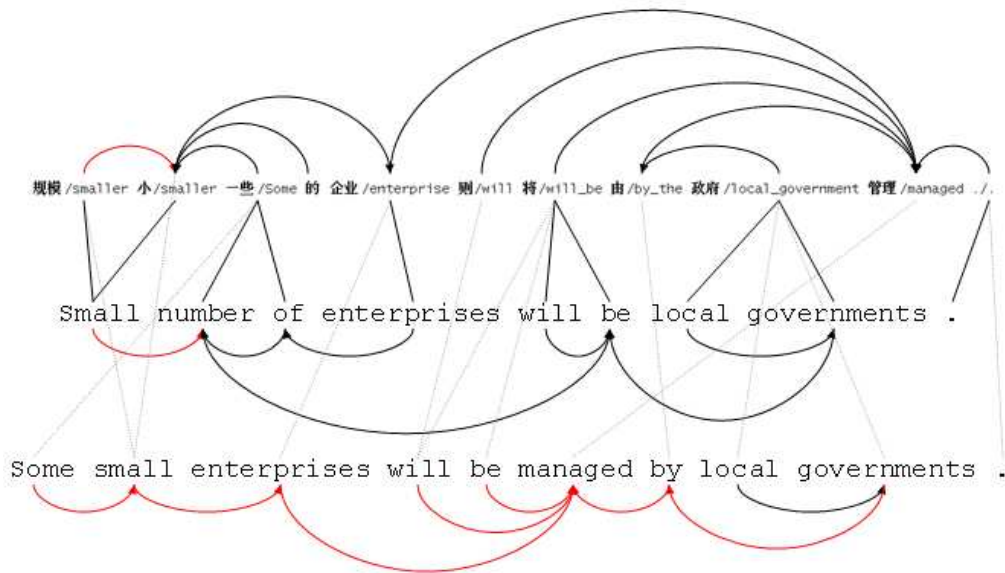 规模/smaller 小/smaller 一些/Some 的 企业/enterprise 则/will 将/will_be 由/by_the 政府/local_government 管理/managed ./.
Small number of enterprises will be local governments .
Some small enterprises will be managed by local governments .